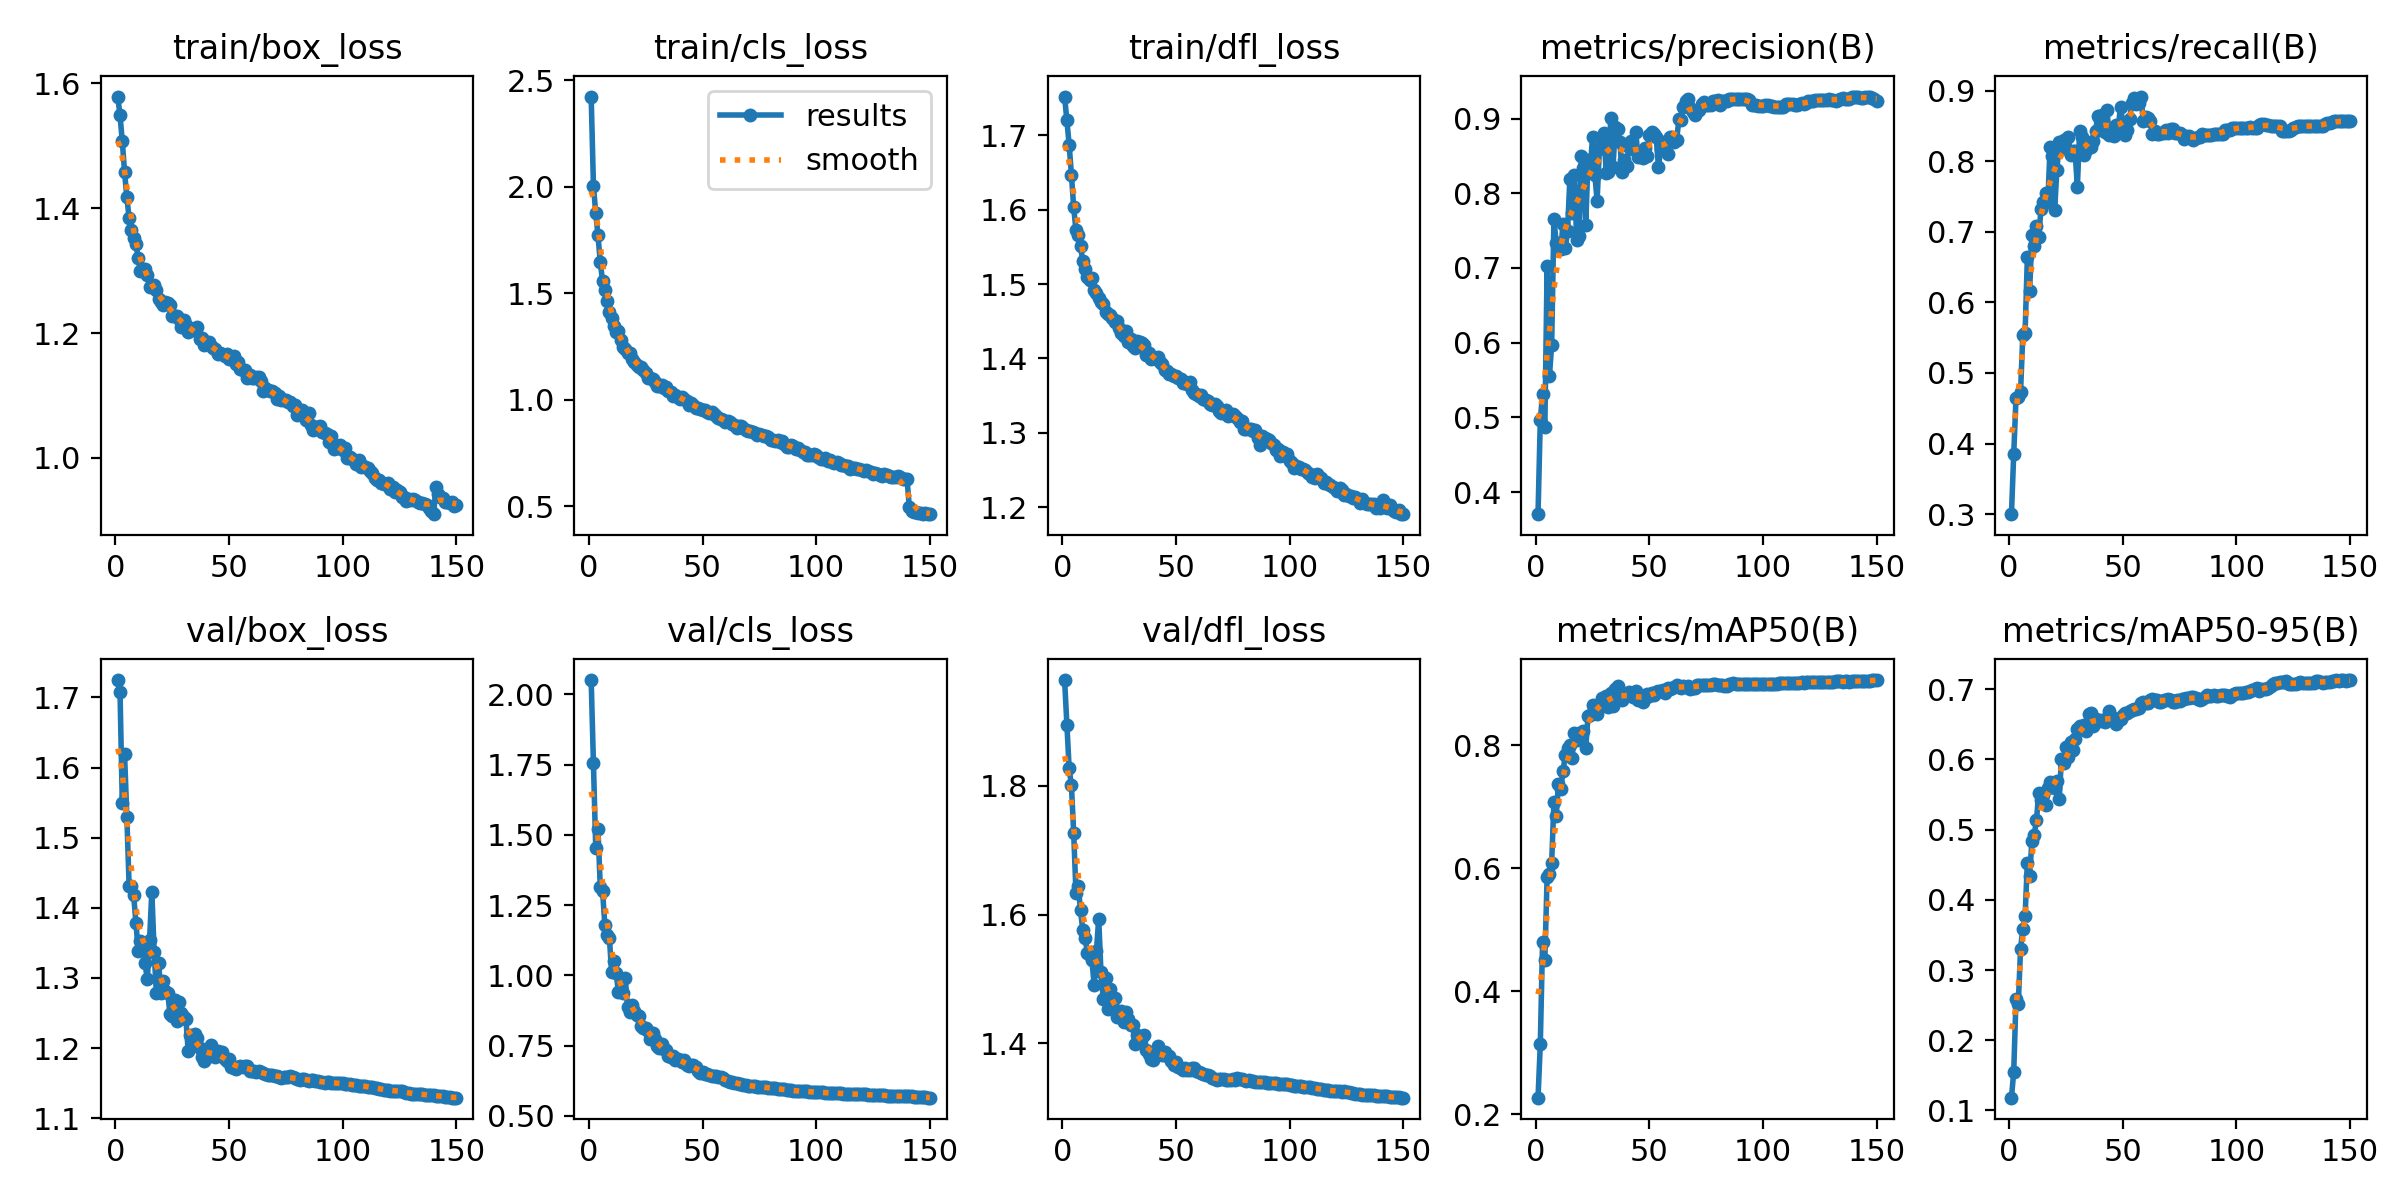 train/box_loss
train/cls_loss
train/dfl_loss
metrics/precision(B)
metrics/recall(B)
1.6
1.4
1.2
1.0
0 50 100 150
2.5
2.0
1.5
1.0
0.5
results
smooth
0 50 100 150
1.7
1.6
1.5
1.4
1.3
1.2
0 50 100 150
0.9
0.8
0.7
0.6
0.5
0.4
0 50 100 150
0.9
0.8
0.7
0.6
0.5
0.4
0.3
0 50 100 150
val/box_loss
val/cls_loss
val/dfl_loss
metrics/mAP50(B)
metrics/mAP50-95(B)
1.7
1.6
1.5
1.4
1.3
1.2
1.1
0 50 100 150
2.00
1.75
1.50
1.25
1.00
0.75
0.50
0 50 100 150
1.8
1.6
1.4
0 50 100 150
0.8
0.6
0.4
0.2
0 50 100 150
0.7
0.6
0.5
0.4
0.3
0.2
0.1
0 50 100 150